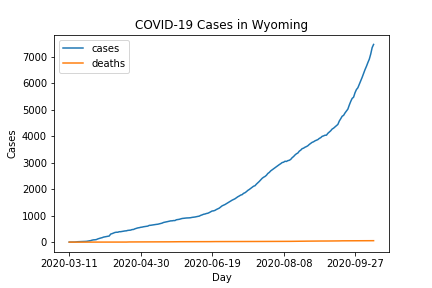 COVID-19 Cases in Wyoming
cases
deaths
7000
6000
5000
4000
3000
2000
1000
0
Cases
2020-03-11 2020-04-30 2020-06-19 2020-08-08 2020-09-27
Day